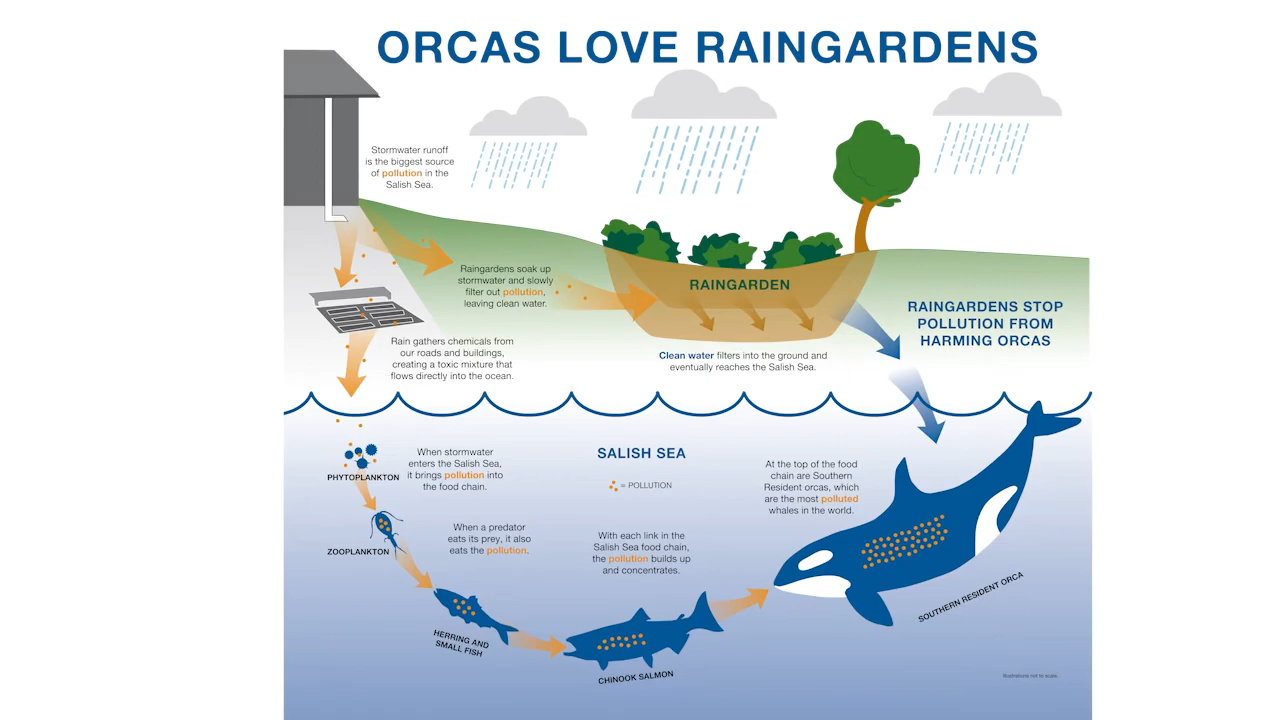 ORCAS LOVE RAINGARDENS
Stormwater runoff
is the biggest source
of pollution in the
Salish Sea.
Raingardens soak up
stormwater and slowly
filter out pollution,
leaving clean water.
RAINGARDEN
RAINGARDENS STOP
POLLUTION FROM
HARMING ORCAS
Rain gathers chemicals from
our roads and buildings,
creating a toxic mixture that
flows directly into the ocean.
Clean water filters into the ground and
eventually reaches the Salish Sea.
PHYTOPLANKTON
When stormwater
enters the Salish Sea,
it brings pollution into
the food chain.
SALISH SEA
= POLLUTION
At the top of the food
chain are Southern
Resident orcas, which
are the most polluted
whales in the world.
ZOOPLANKTON
When a predator
eats its prey, it also
eats the pollution.
With each link in the
Salish Sea food chain,
the pollution builds up
and concentrates.
HERRING AND
SMALL FISH
CHINOOK SALMON
SOUTHERN RESIDENT ORCA
Illustrations not to scale.